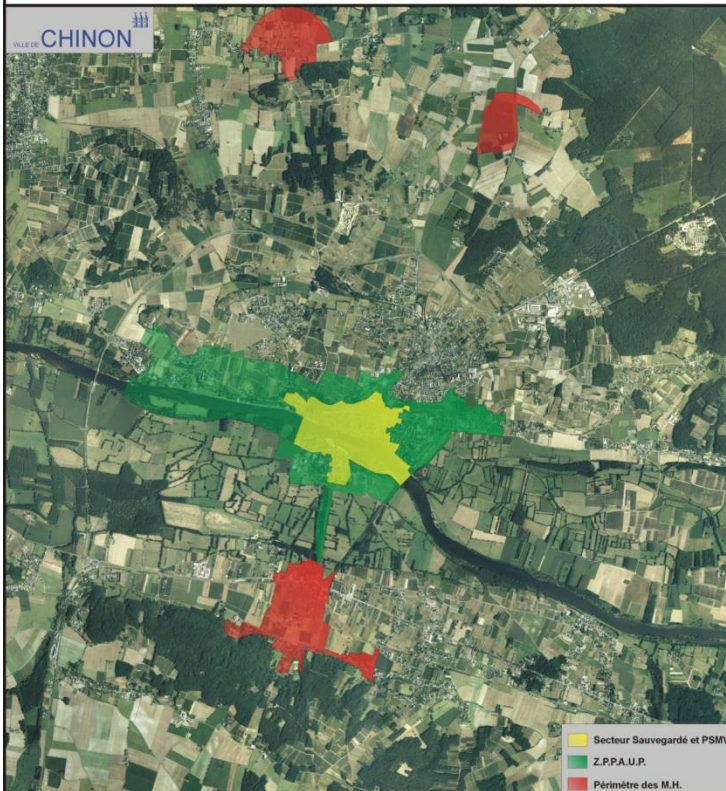 VILLE DE CHINON
Secteur Sauvegardé et PSMV
Z.P.P.A.U.P.
Périmètre des M.H.